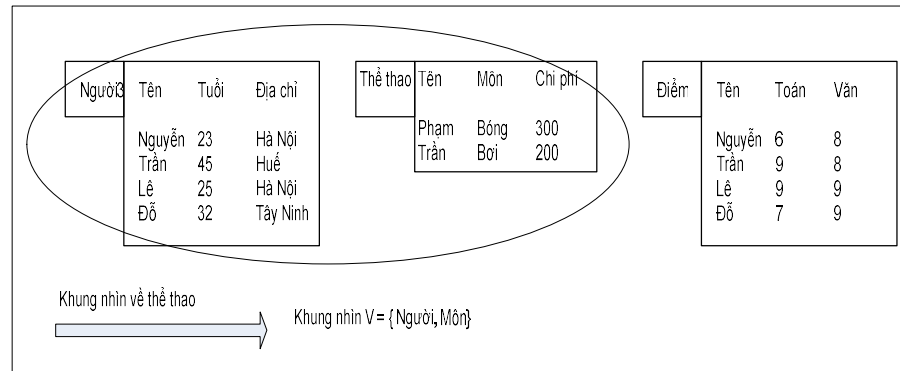 Người3 Tên Tuổi Địa chỉ
Nguyễn 23 Hà Nội
Trần 45 Huế
Lê 25 Hà Nội
Đỗ 32 Tây Ninh
Thể thao Tên Môn Chi phí
Phạm Bóng 300
Trần Bơi 200
Điểm Tên Toán Văn
Nguyễn 6 8
Trần 9 8
Lê 9 9
Đỗ 7 9
Khung nhìn về thể thao
Khung nhìn V = { Người, Môn}